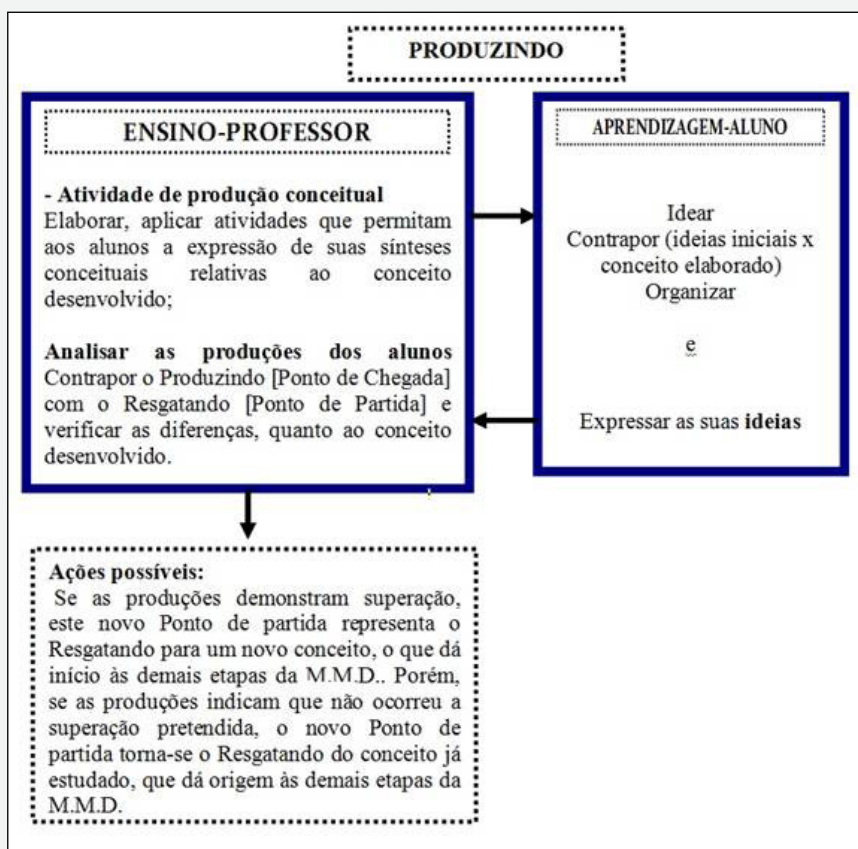 PRODUZINDO
ENSINO-PROFESSOR
- Atividade de produção conceitual
Elaborar, aplicar atividades que permitam
aos alunos a expressão de suas sínteses
conceituais relativas ao conceito
desenvolvido;
Analisar as produções dos alunos
Contrapor o Produzindo [Ponto de Chegada]
com o Resgatando [Ponto de Partida] e
verificar as diferenças, quanto ao conceito
desenvolvido.
APRENDIZAGEM-ALUNO
Idear
Contrapor (ideias iniciais x
conceito elaborado)
Organizar
e
Expressar as suas ideias
Ações possíveis:
Se as produções demonstram superação,
este novo Ponto de partida representa o
Resgatando para um novo conceito, o que dá
início às demais etapas da M.M.D.. Porém,
se as produções indicam que não ocorreu a
superação pretendida, o novo Ponto de
partida torna-se o Resgatando do conceito já
estudado, que dá origem às demais etapas da
M.M.D.